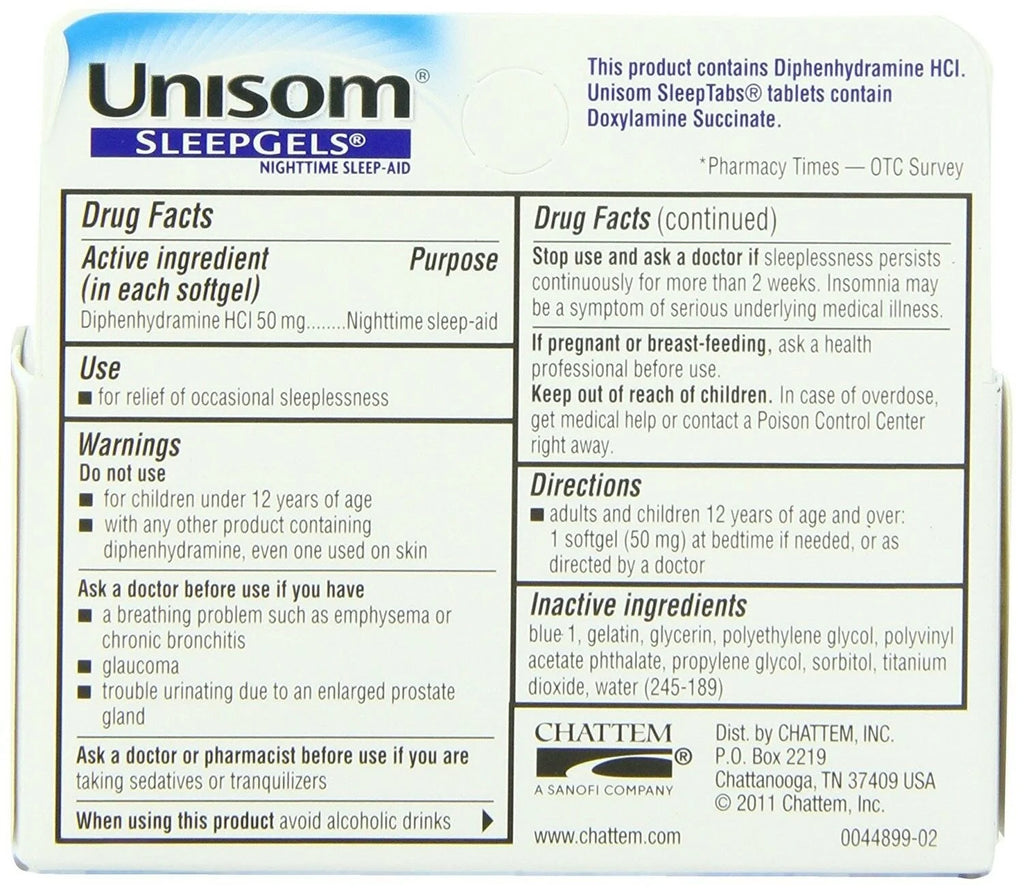 Unisom®
SLEEPGELS®
NIGHTTIME SLEEP-AID
This product contains Diphenhydramine HCl.
Unisom SleepTabs® tablets contain
Doxylamine Succinate.
*Pharmacy Times — OTC Survey
Drug Facts
Active ingredient Purpose
(in each softgel)
Diphenhydramine HCl 50 mg........Nighttime sleep-aid
Use
■ for relief of occasional sleeplessness
Warnings
Do not use
■ for children under 12 years of age
■ with any other product containing
diphenhydramine, even one used on skin
Ask a doctor before use if you have
■ a breathing problem such as emphysema or
chronic bronchitis
■ glaucoma
■ trouble urinating due to an enlarged prostate
gland
Ask a doctor or pharmacist before use if you are
taking sedatives or tranquilizers
When using this product avoid alcoholic drinks
Drug Facts (continued)
Stop use and ask a doctor if sleeplessness persists
continuously for more than 2 weeks. Insomnia may
be a symptom of serious underlying medical illness.
If pregnant or breast-feeding, ask a health
professional before use.
Keep out of reach of children. In case of overdose,
get medical help or contact a Poison Control Center
right away.
Directions
■ adults and children 12 years of age and over:
1 softgel (50 mg) at bedtime if needed, or as
directed by a doctor
Inactive ingredients
blue 1, gelatin, glycerin, polyethylene glycol, polyvinyl
acetate phthalate, propylene glycol, sorbitol, titanium
dioxide, water (245-189)
CHATTEM
®
A SANOFI COMPANY
www.chattem.com
Dist. by CHATTEM, INC.
P.O. Box 2219
Chattanooga, TN 37409 USA
© 2011 Chattem, Inc.
0044899-02